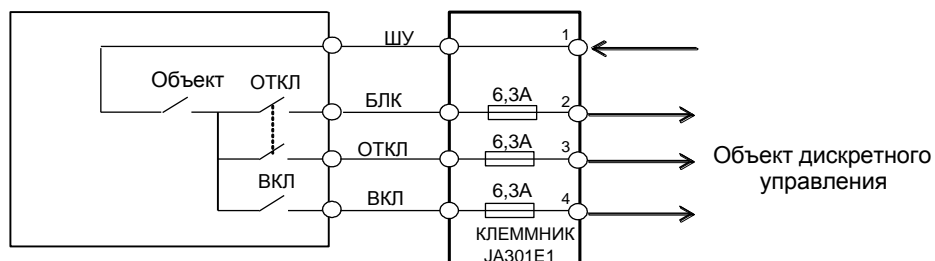 ШУ
1
Объект
ОТКЛ
БЛК
6,3А
2
ОТКЛ
6,3А
3
Объект дискретного
управления
ВКЛ
ВКЛ
6,3А
4
КЛЕММНИК
JA301E1